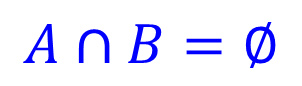 A ∩ B = ∅